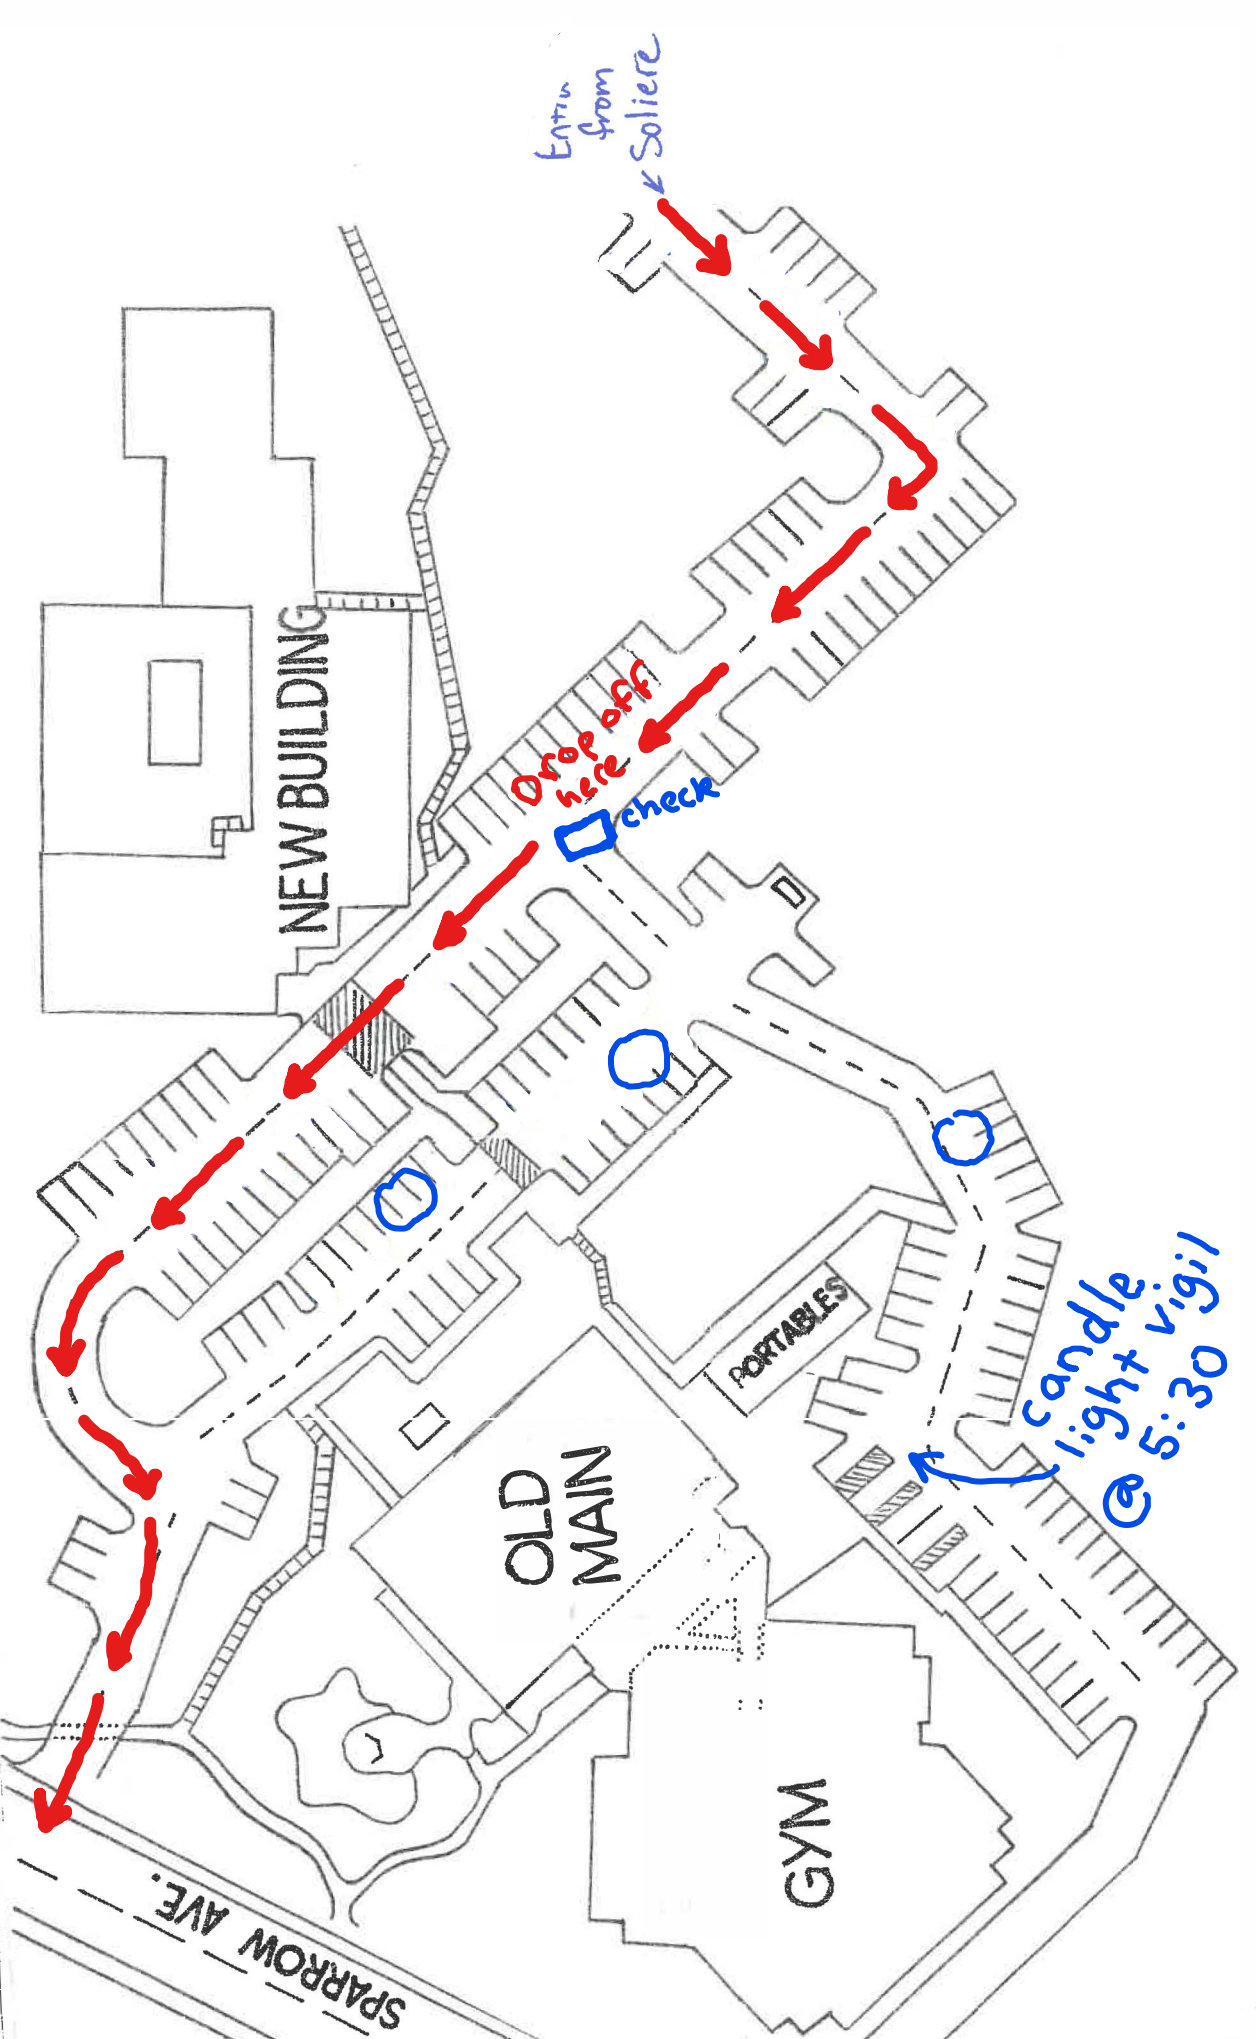 from
Soliere
Drop off
here
check
NEW BUILDING
candle
light vigil
@ 5:30
PORTABLES
OLD
MAIN
GYM
SPARROW AVE.